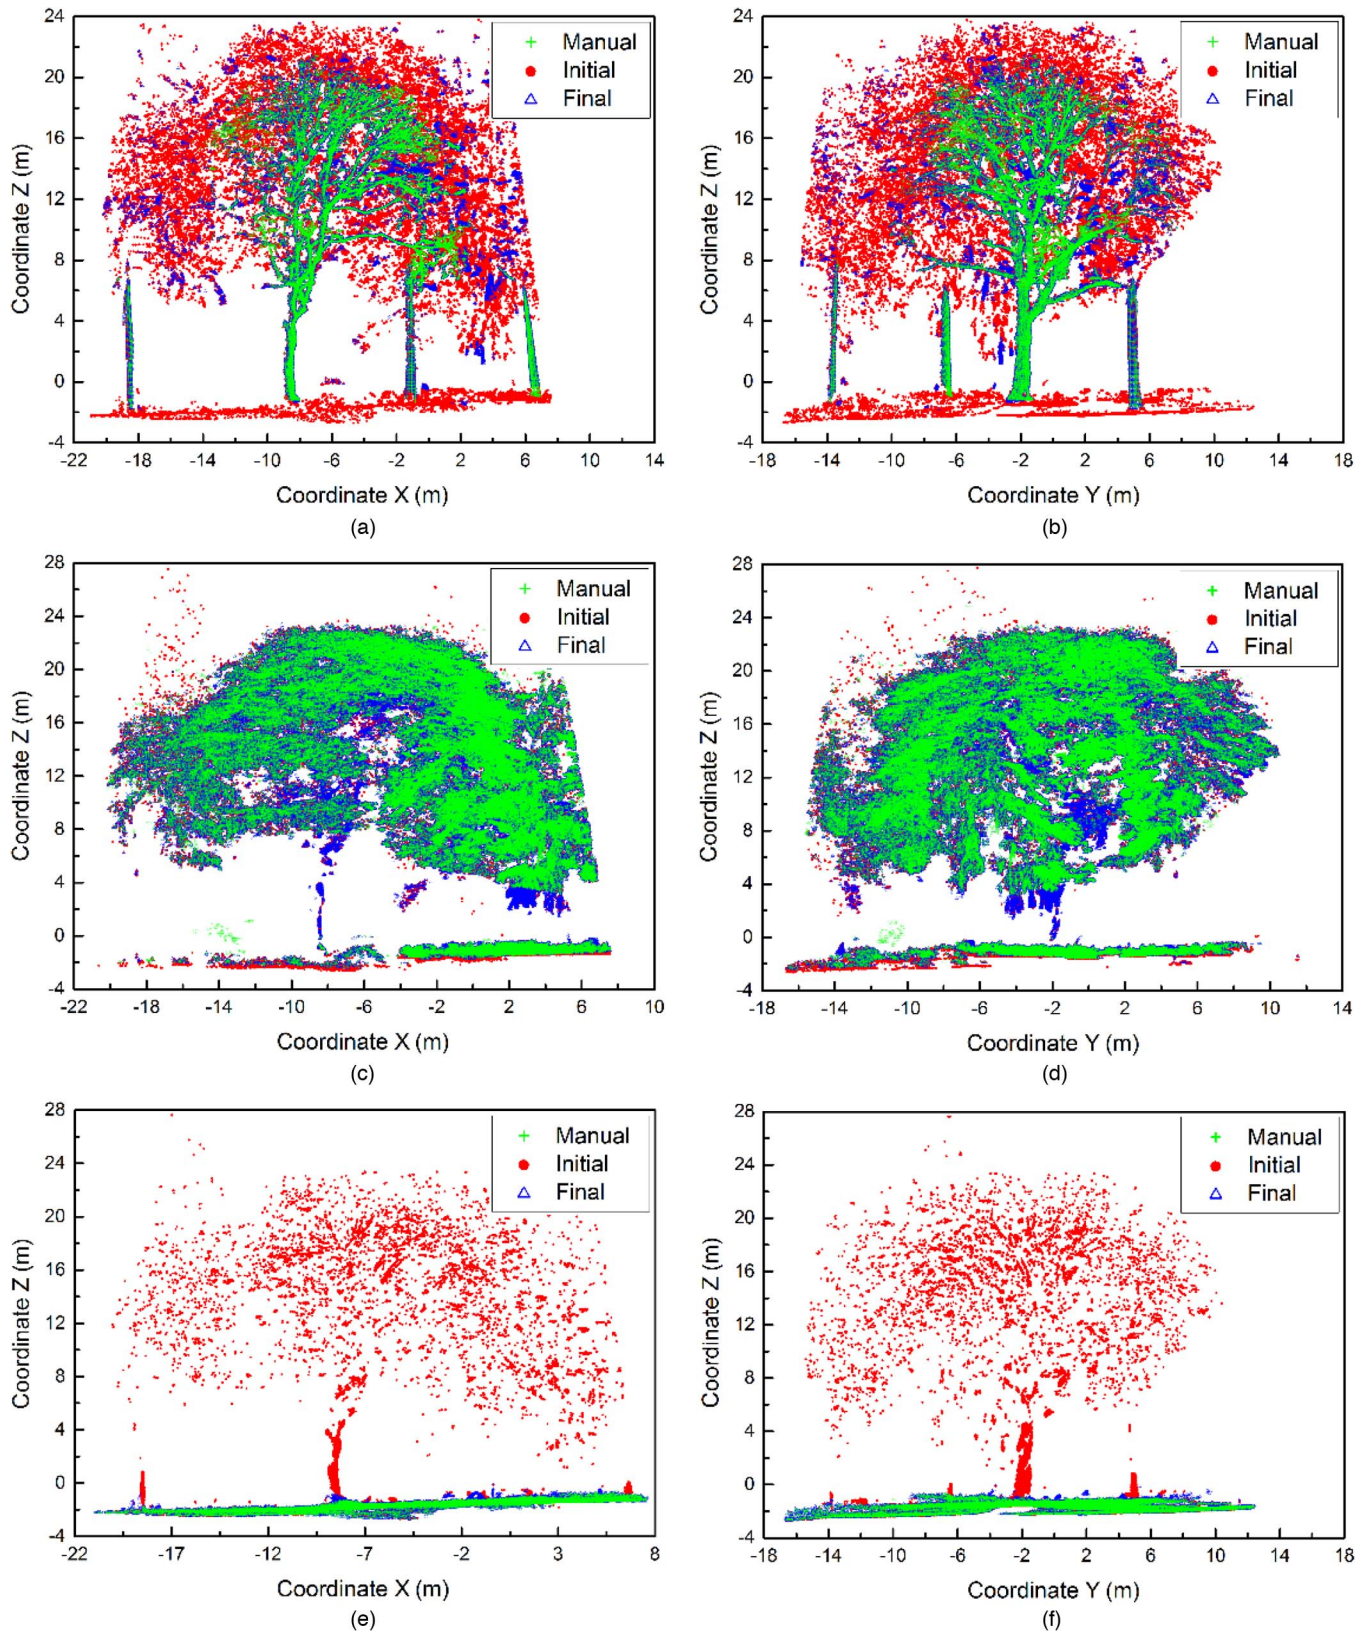 24
20
16
12
8
4
0
-4
Coordinate Z (m)
Manual
Initial
Final
-22 -18 -14 -10 -6 -2 2 6 10 14
Coordinate X (m)
(a)
24
20
16
12
8
4
0
-4
Coordinate Z (m)
Manual
Initial
Final
-18 -14 -10 -6 -2 2 6 10 14 18
Coordinate Y (m)
(b)
28
24
20
16
12
8
4
0
-4
Coordinate Z (m)
Manual
Initial
Final
-22 -18 -14 -10 -6 -2 2 6 10
Coordinate X (m)
(c)
28
24
20
16
12
8
4
0
-4
Coordinate Z (m)
Manual
Initial
Final
-18 -14 -10 -6 -2 2 6 10 14
Coordinate Y (m)
(d)
28
24
20
16
12
8
4
0
-4
Coordinate Z (m)
Manual
Initial
Final
-22 -17 -12 -7 -2 3 8
Coordinate X (m)
(e)
28
24
20
16
12
8
4
0
-4
Coordinate Z (m)
Manual
Initial
Final
-18 -14 -10 -6 -2 2 6 10 14 18
Coordinate Y (m)
(f)